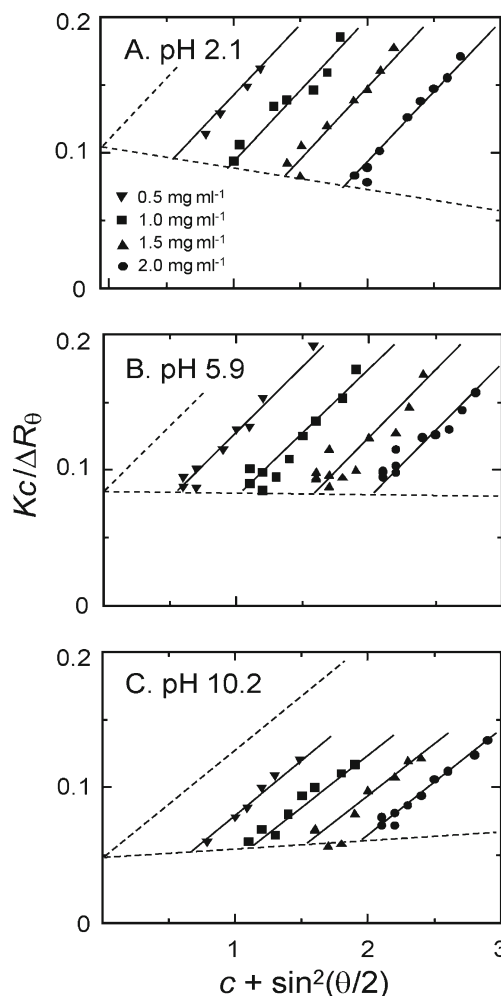 0.2
A. pH 2.1
0.1
0.5 mg ml⁻¹
1.0 mg ml⁻¹
1.5 mg ml⁻¹
2.0 mg ml⁻¹
0
0.2
B. pH 5.9
Kc/ΔRθ
0.1
0
0.2
C. pH 10.2
0.1
0
1 2 3
c + sin²(θ/2)